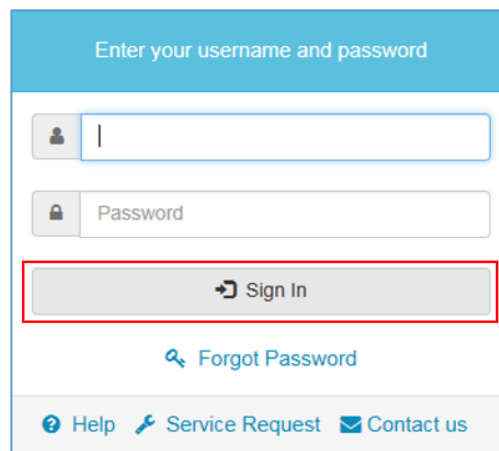 Enter your username and password
Password
Sign In
Forgot Password
Help Service Request Contact us